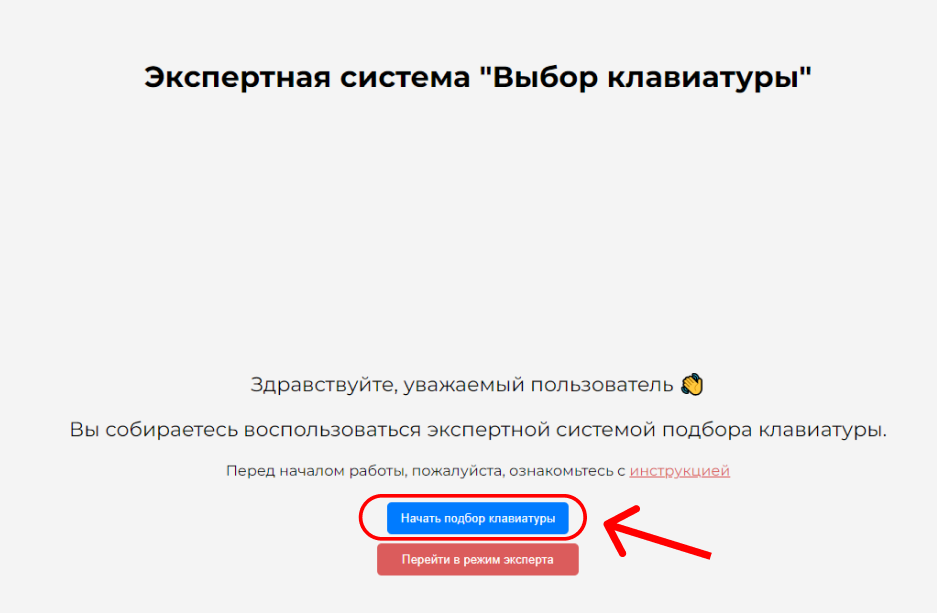 Экспертная система "Выбор клавиатуры"
Здравствуйте, уважаемый пользователь 👏
Вы собираетесь воспользоваться экспертной системой подбора клавиатуры.
Перед началом работы, пожалуйста, ознакомьтесь с инструкцией
Начать подбор клавиатуры
Перейти в режим эксперта